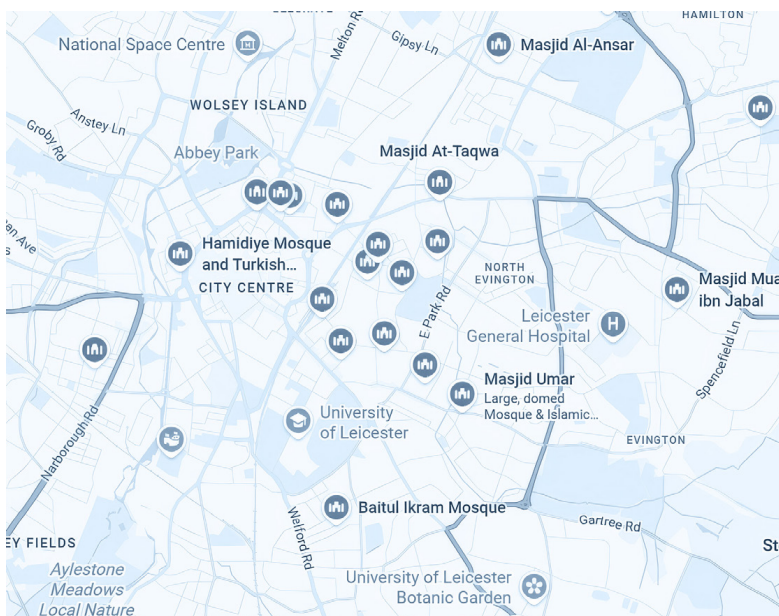 HAMILTON
National Space Centre
Melton R
Gipsy Ln
Masjid Al-Ansar
WOLSEY ISLAND
Anstey Ln
Groby Rd
Abbey Park
Masjid At-Taqwa
an Ave
s
Hamidiye Mosque
and Turkish...
CITY CENTRE
NORTH
EVINGTON
Masjid Mua
ibn Jabal
E Park Rd
Leicester
General Hospital
Spencefield Ln
Masjid Umar
Large, domed
Mosque & Islamic...
University
of Leicester
EVINGTON
Narborough Rd
Baitul Ikram Mosque
Welford Rd
Gartree Rd
EY FIELDS
St
Aylestone
Meadows
Local Nature
University of Leicester
Botanic Garden